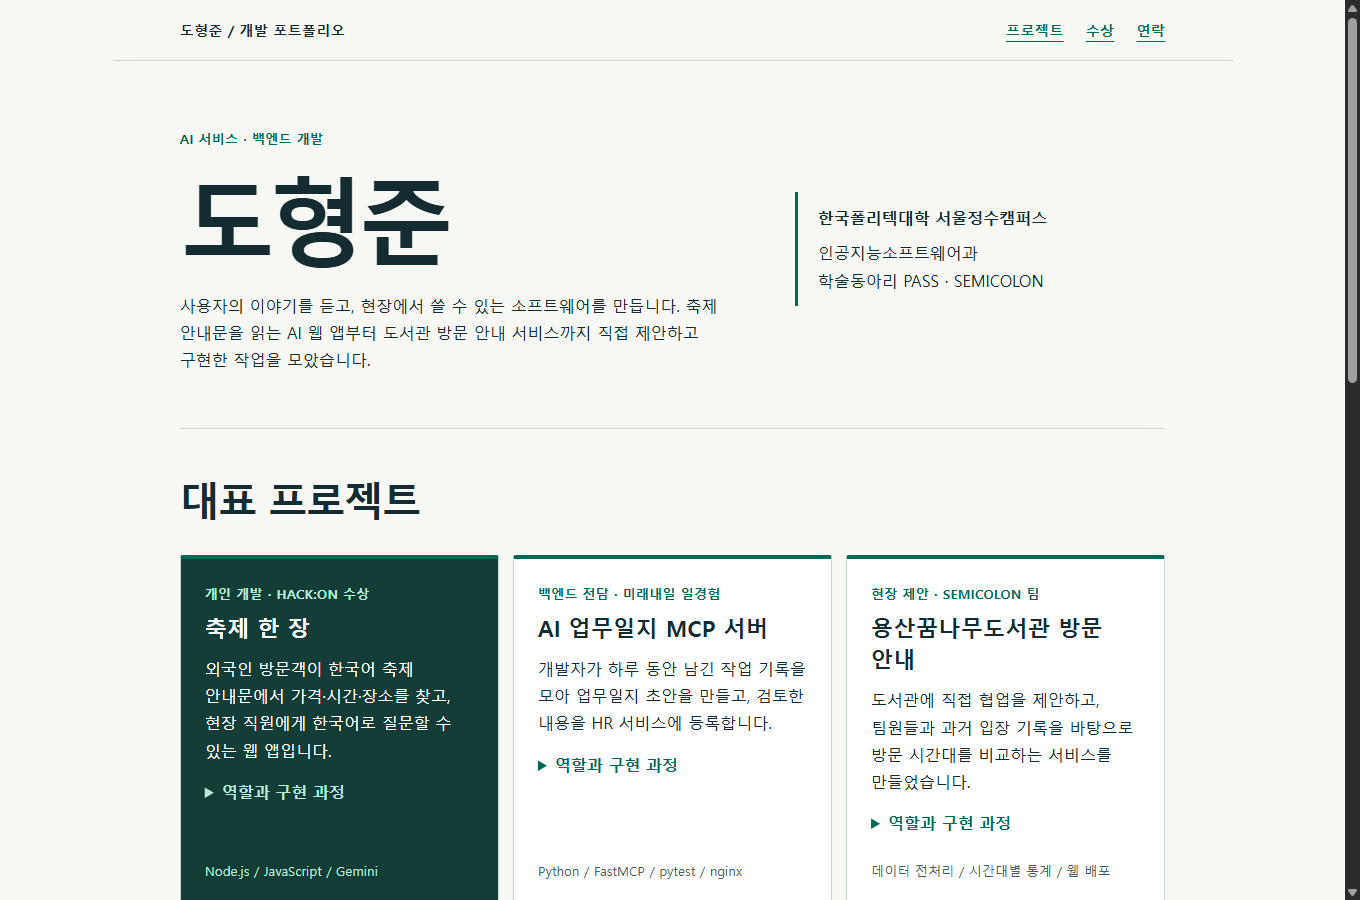 도형준 / 개발 포트폴리오
프로젝트 수상 연락
AI 서비스 · 백엔드 개발
도형준
사용자의 이야기를 듣고, 현장에서 쓸 수 있는 소프트웨어를 만듭니다. 축제
안내문을 읽는 AI 웹 앱부터 도서관 방문 안내 서비스까지 직접 제안하고
구현한 작업을 모았습니다.
한국폴리텍대학 서울정수캠퍼스
인공지능소프트웨어과
학술동아리 PASS · SEMICOLON
대표 프로젝트
개인 개발 · HACK:ON 수상
축제 한 장
외국인 방문객이 한국어 축제
안내문에서 가격·시간·장소를 찾고,
현장 직원에게 한국어로 질문할 수
있는 웹 앱입니다.
▶ 역할과 구현 과정
Node.js / JavaScript / Gemini
백엔드 전담 · 미래내일 일경험
AI 업무일지 MCP 서버
개발자가 하루 동안 남긴 작업 기록을
모아 업무일지 초안을 만들고, 검토한
내용을 HR 서비스에 등록합니다.
▶ 역할과 구현 과정
Python / FastMCP / pytest / nginx
현장 제안 · SEMICOLON 팀
용산꿈나무도서관 방문
안내
도서관에 직접 협업을 제안하고,
팀원들과 과거 입장 기록을 바탕으로
방문 시간대를 비교하는 서비스를
만들었습니다.
▶ 역할과 구현 과정
데이터 전처리 / 시간대별 통계 / 웹 배포